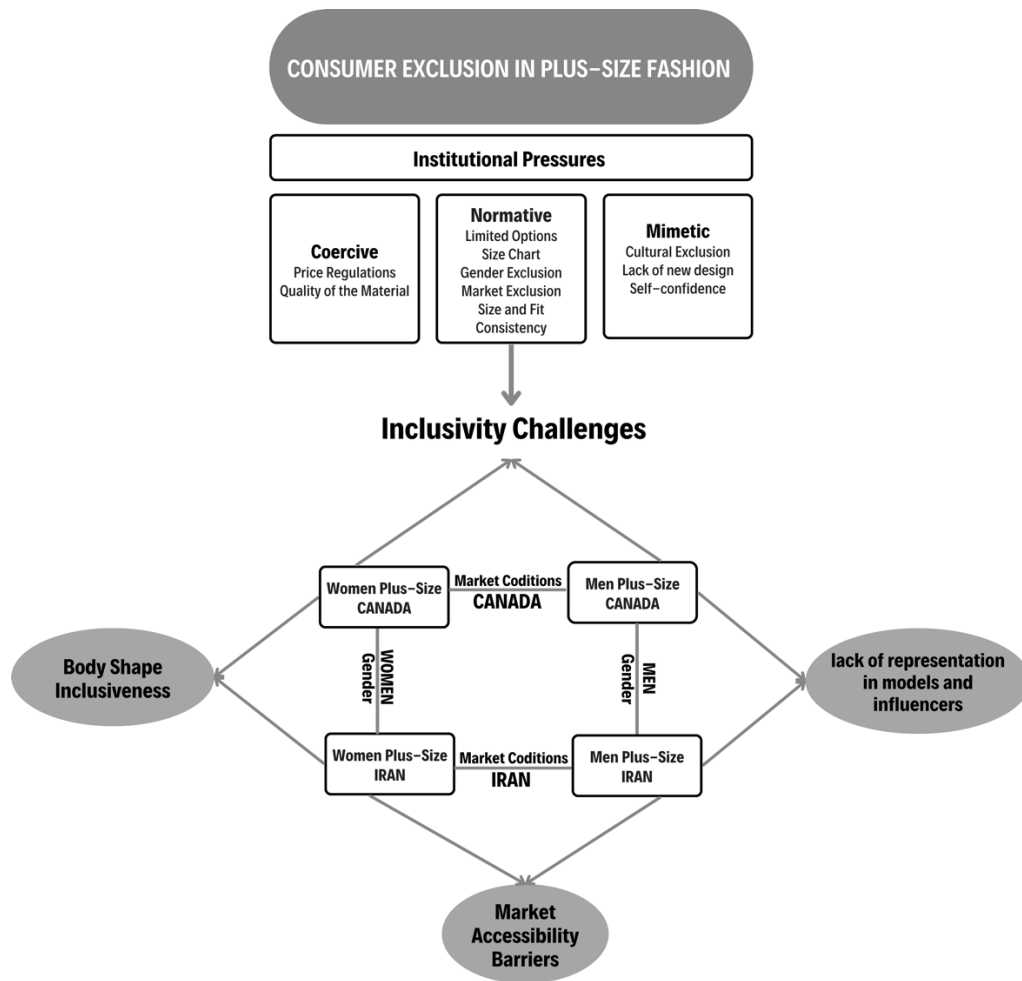 CONSUMER EXCLUSION IN PLUS–SIZE FASHION
Institutional Pressures
Coercive
Price Regulations
Quality of the Material
Normative
Limited Options
Size Chart
Gender Exclusion
Market Exclusion
Size and Fit
Consistency
Mimetic
Cultural Exclusion
Lack of new design
Self–confidence
Inclusivity Challenges
Women Plus–Size
CANADA
Market Coditions
CANADA
Men Plus–Size
CANADA
Body Shape
Inclusiveness
WOMEN
Gender
MEN
Gender
lack of representation
in models and
influencers
Women Plus–Size
IRAN
Market Coditions
IRAN
Men Plus–Size
IRAN
Market
Accessibility
Barriers